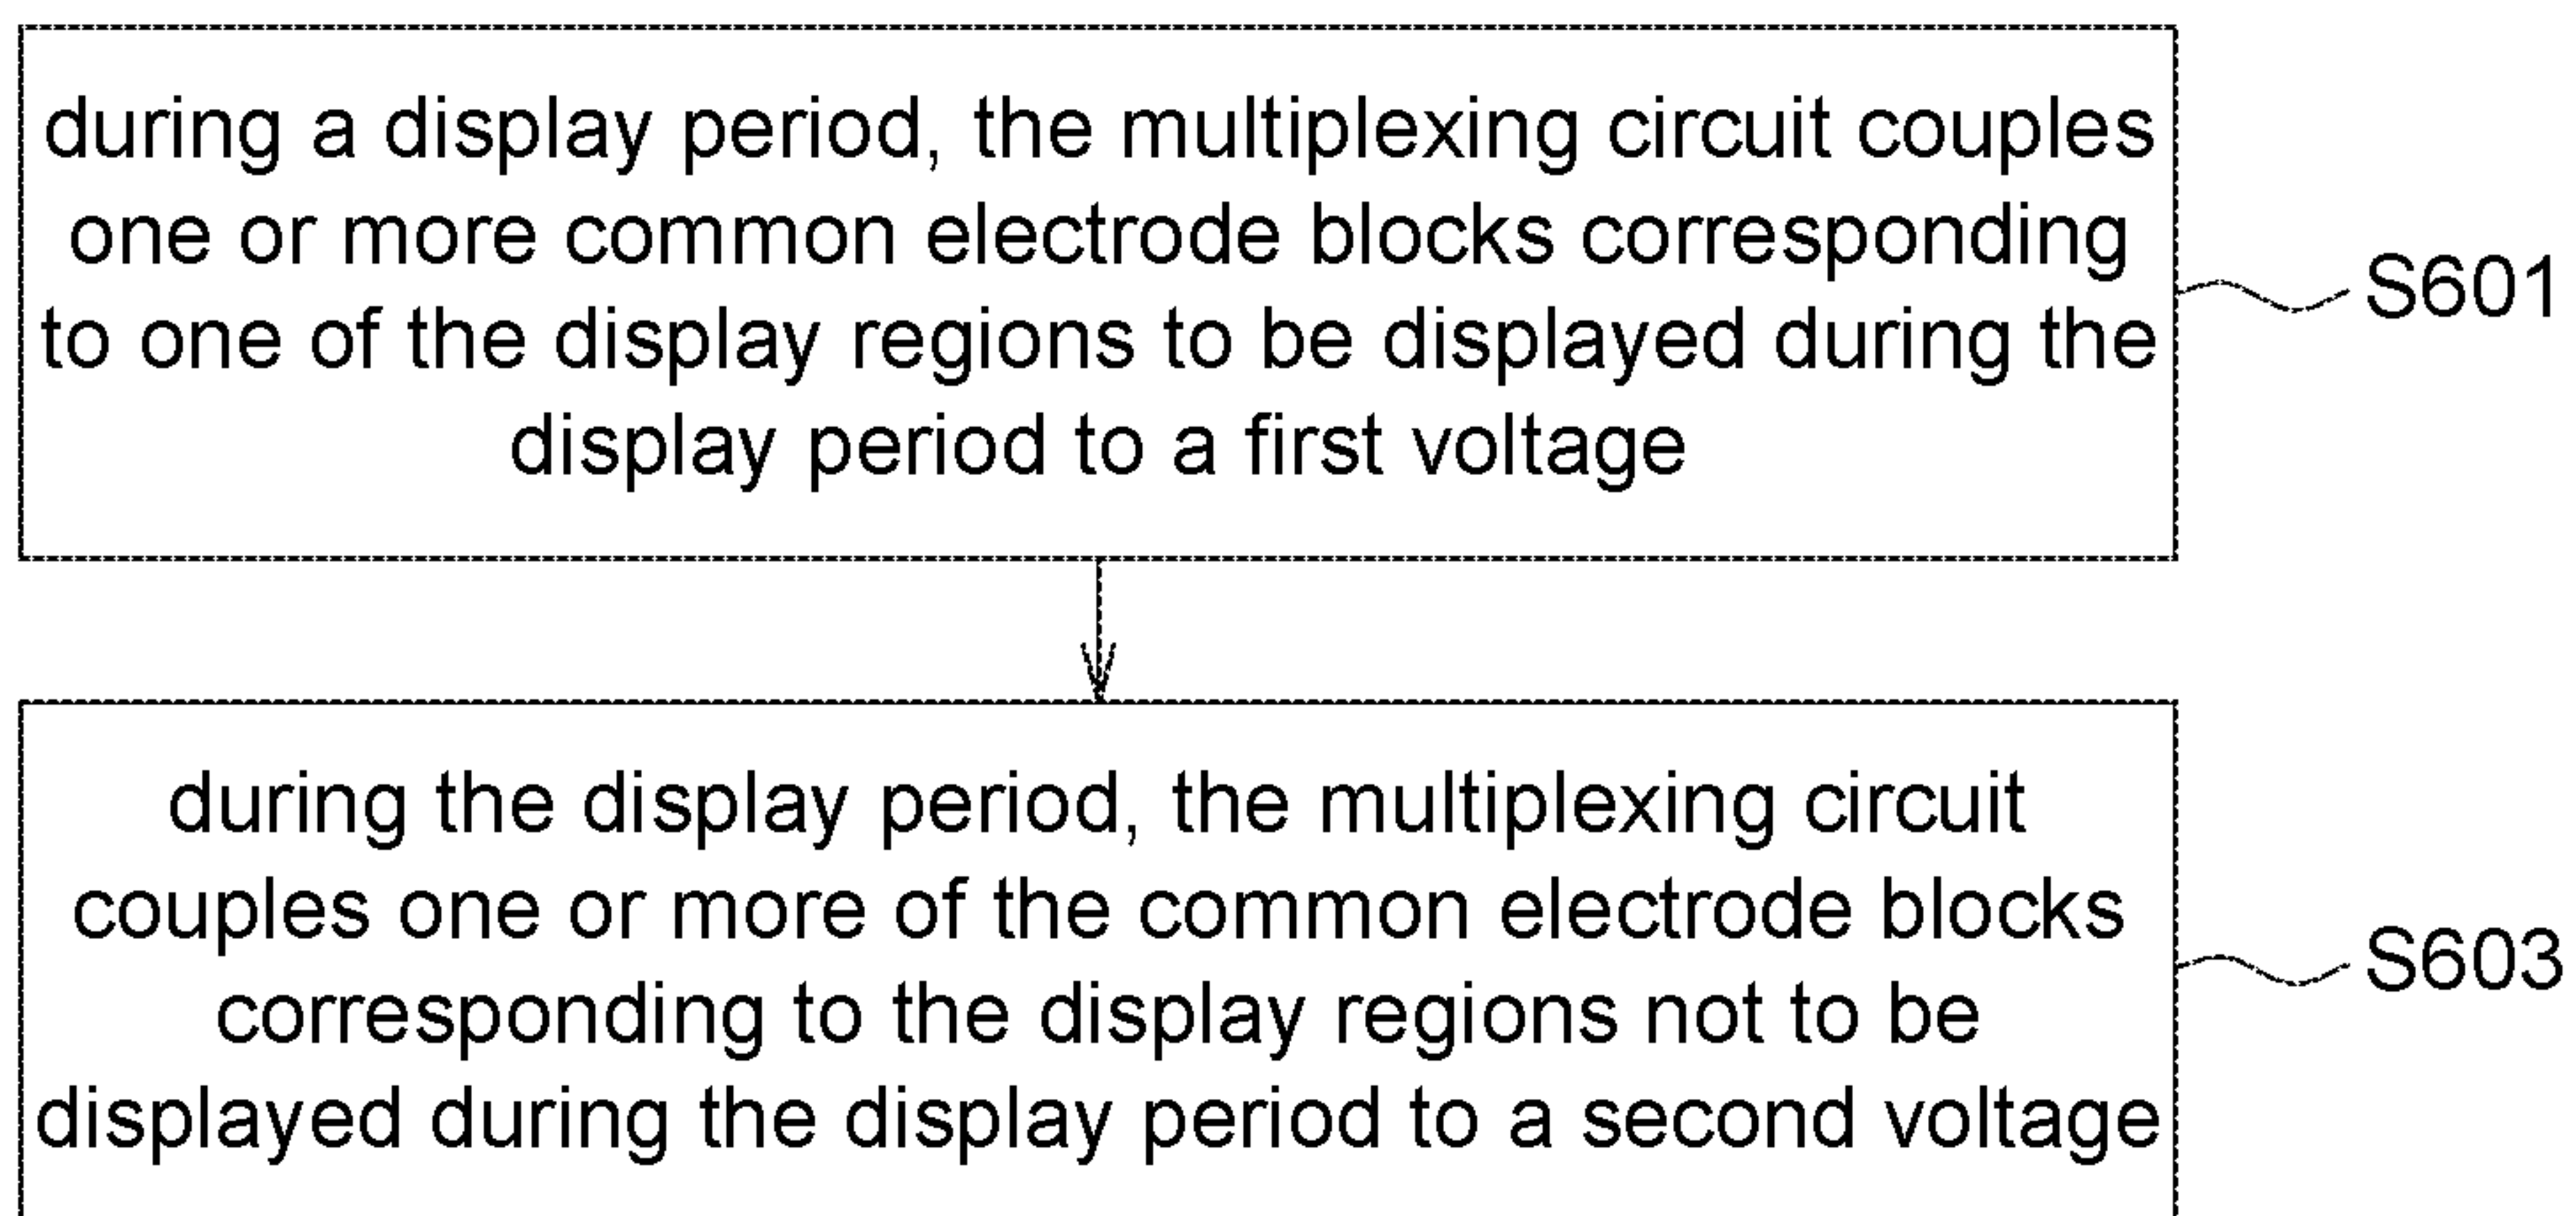 during a display period, the multiplexing circuit couples
one or more common electrode blocks corresponding
to one of the display regions to be displayed during the
display period to a first voltage
S601
during the display period, the multiplexing circuit
couples one or more of the common electrode blocks
corresponding to the display regions not to be
displayed during the display period to a second voltage
S603